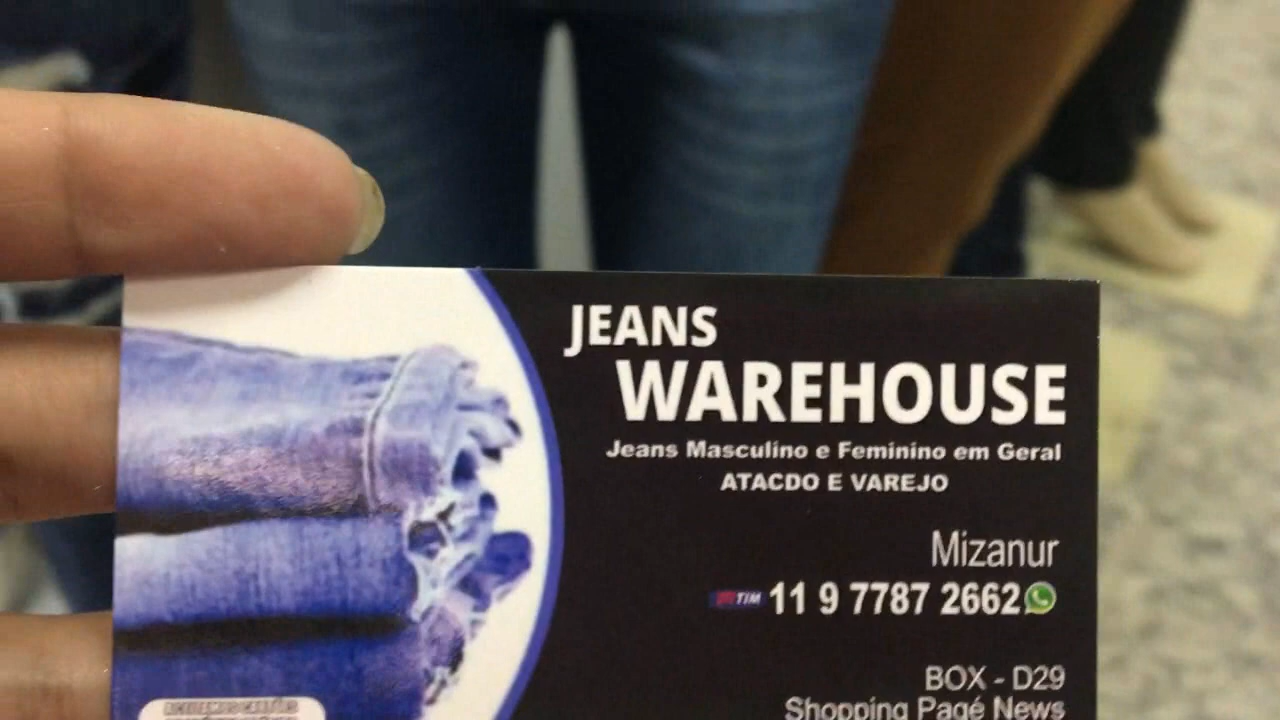 JEANS
WAREHOUSE
Jeans Masculino e Feminino em Geral
ATACDO E VAREJO
Mizanur
TIM 11 9 7787 2662
BOX - D29
Shopping Pagé News